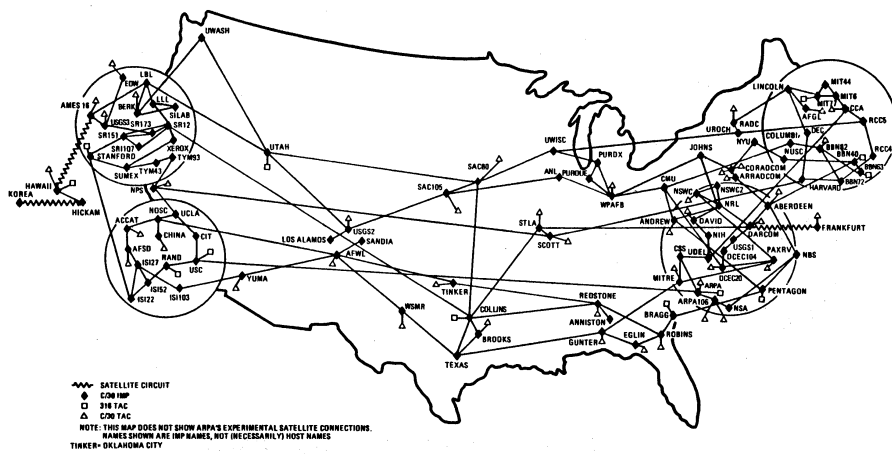 UWASH
LBL
EDW
LLL
AMES 16
BERK
SILAB
USGS3
SR173
SR12
SR151
SR107
XEROX
STANFORD
TYM93
TYM43
SUMEX
HAWAII
NPS
KOREA
HICKAM
NOSC
UCLA
ACCAT
CHINA
CIT
AFSD
RAND
ISI27
USC
ISI52
ISI22
ISI103
YUMA
UTAH
LOS ALAMOS
USGS2
SANDIA
AFWL
WSMR
SAC105
SAC80
UWISC
PURDX
ANL
PURDUE
WPAFB
STLA
SCOTT
TINKER
COLLINS
BROOKS
TEXAS
REDSTONE
ANNISTON
GUNTER
EGLIN
ROBINS
BRAGG
LINCOLN
MIT44
MIT6
MIT77
CCA
AFGL
RCC5
RADC
UROCH
DEC
NYU
NUSC
BBN82
BBN40
RCC4
BBN63
BBN72
HARVARD
JOHNS
CORADCOM
ARRADCOM
CMU
NSWC
NSWC2
NRL
ABERDEEN
ANDREW
DAVID
DARCOM
FRANKFURT
NIH
USGS1
CSS
UDEL
DCEC104
PAXRV
NBS
DCEC20
MITRE
ARPA
PENTAGON
ARPA106
NSA
SATELLITE CIRCUIT
C/30 IMP
316 TAC
C/30 TAC
NOTE: THIS MAP DOES NOT SHOW ARPA'S EXPERIMENTAL SATELLITE CONNECTIONS.
NAMES SHOWN ARE IMP NAMES, NOT (NECESSARILY) HOST NAMES
TINKER= OKLAHOMA CITY